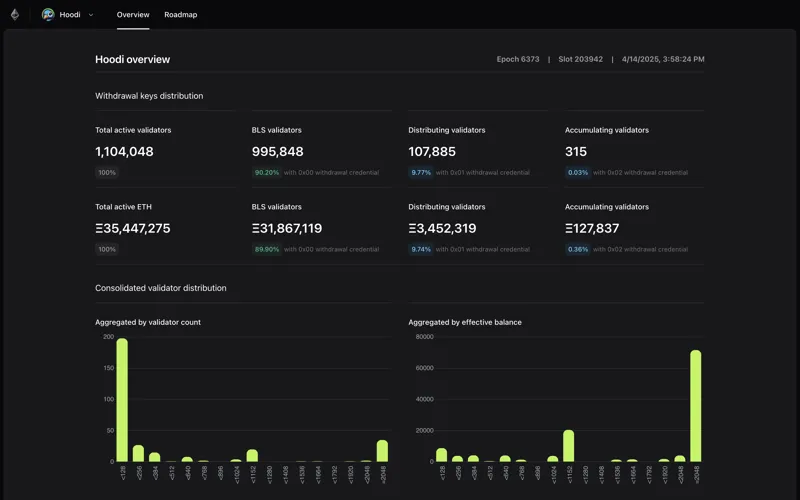 Hoodi Overview Roadmap
Hoodi overview Epoch 6373 | Slot 203942 | 4/14/2025, 3:58:24 PM
Withdrawal keys distribution
Total active validators BLS validators Distributing validators Accumulating validators
1,104,048 995,848 107,885 315
100% 90.20% with 0x00 withdrawal credential 9.77% with 0x01 withdrawal credential 0.03% with 0x02 withdrawal credential
Total active ETH BLS validators Distributing validators Accumulating validators
Ξ35,447,275 Ξ31,867,119 Ξ3,452,319 Ξ127,837
100% 89.90% with 0x00 withdrawal credential 9.74% with 0x01 withdrawal credential 0.36% with 0x02 withdrawal credential
Consolidated validator distribution
Aggregated by validator count Aggregated by effective balance
200 80000
150 60000
100 40000
50 20000
0 0
<128 <256 <384 <512 <640 <768 <896 <1024 <1152 <1280 <1408 <1536 <1664 <1792 <1920 <2048 =2048 <128 <256 <384 <512 <640 <768 <896 <1024 <1152 <1280 <1408 <1536 <1664 <1792 <1920 <2048 =2048